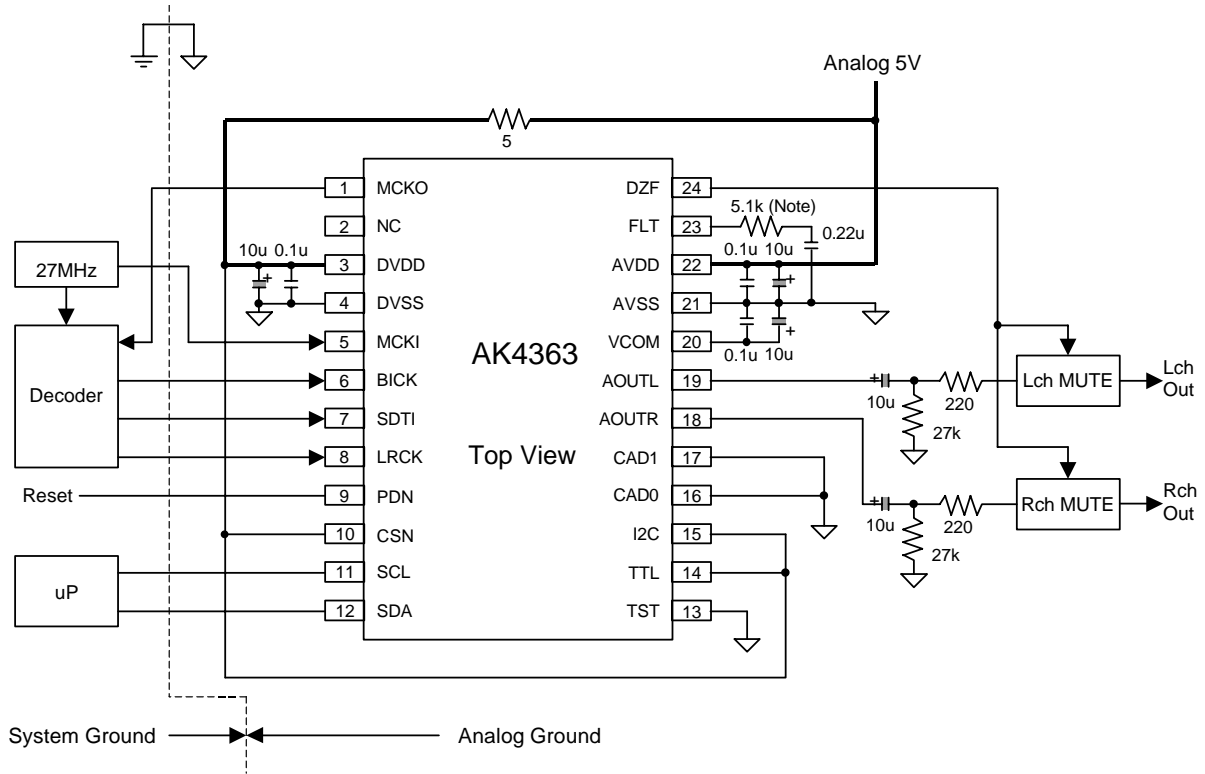 Analog 5V
5
1 MCKO
2 NC
3 DVDD
4 DVSS
5 MCKI
6 BICK
7 SDTI
8 LRCK
9 PDN
10 CSN
11 SCL
12 SDA
DZF 24
FLT 23
AVDD 22
AVSS 21
VCOM 20
AOUTL 19
AOUTR 18
CAD1 17
CAD0 16
I2C 15
TTL 14
TST 13
AK4363
Top View
27MHz
Decoder
Reset
uP
10u 0.1u
+
5.1k (Note)
0.22u
0.1u 10u
+
+
0.1u 10u
+
10u
220
27k
Lch MUTE
Lch
Out
+
10u
220
27k
Rch MUTE
Rch
Out
System Ground
Analog Ground